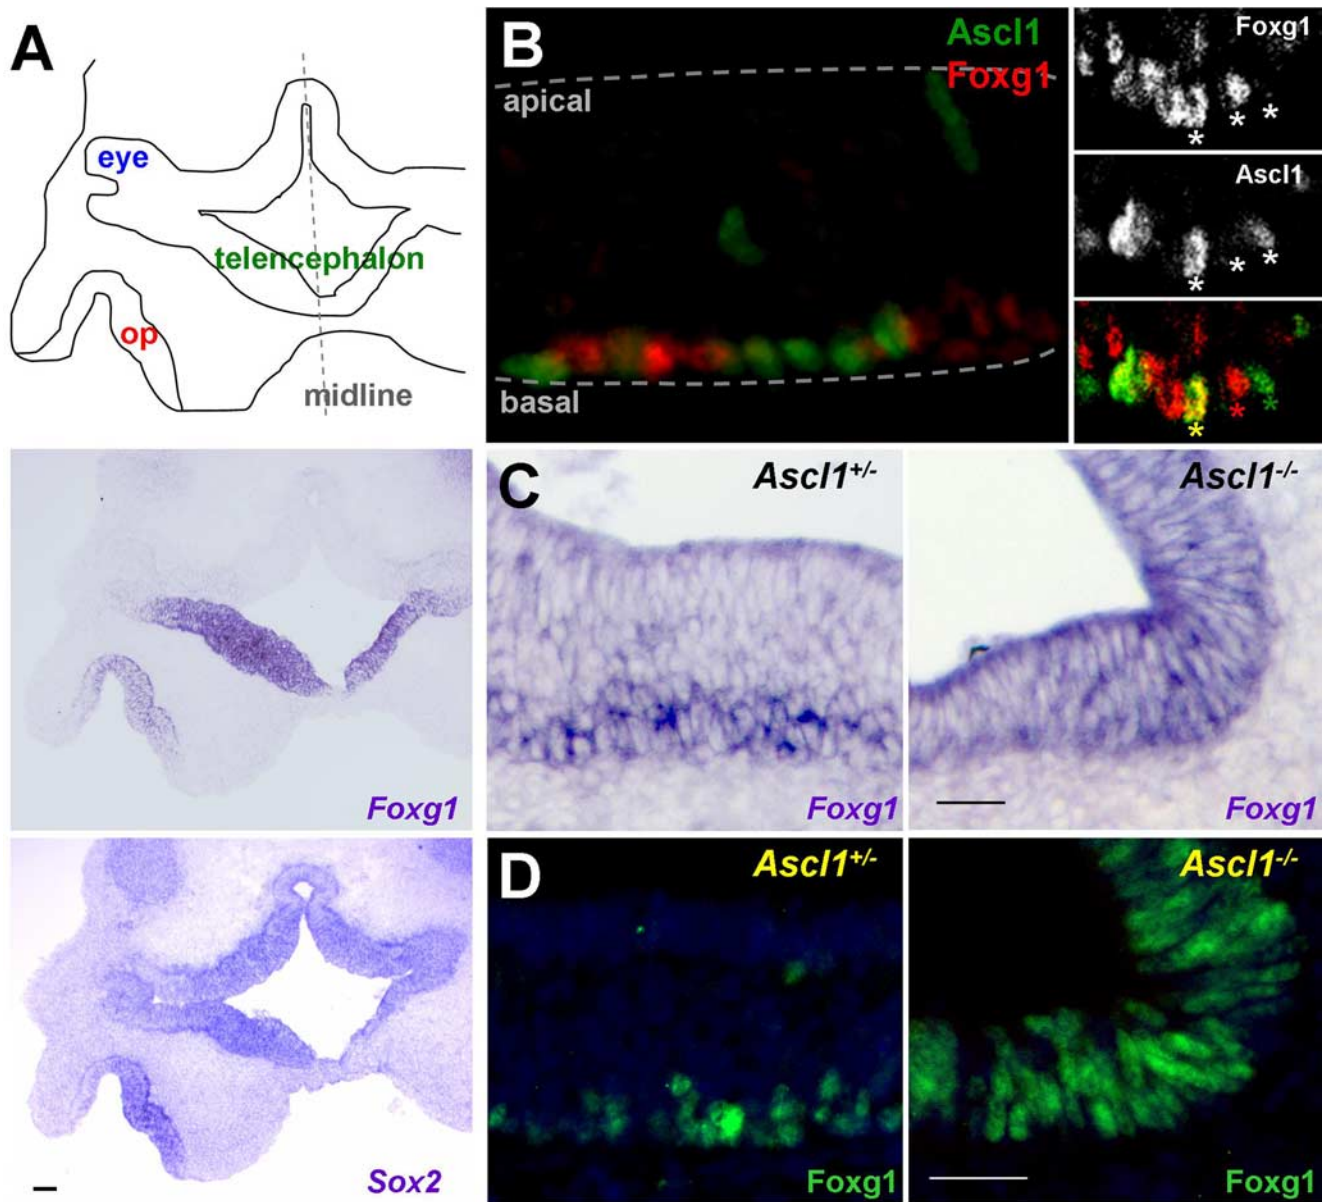 A
eye
telencephalon
op
midline
Foxg1
Sox2
B
Ascl1
Foxg1
apical
basal
Foxg1
* * *
Ascl1
* * *
* * *
C
Ascl1+/-
Foxg1
Ascl1-/-
Foxg1
D
Ascl1+/-
Foxg1
Ascl1-/-
Foxg1